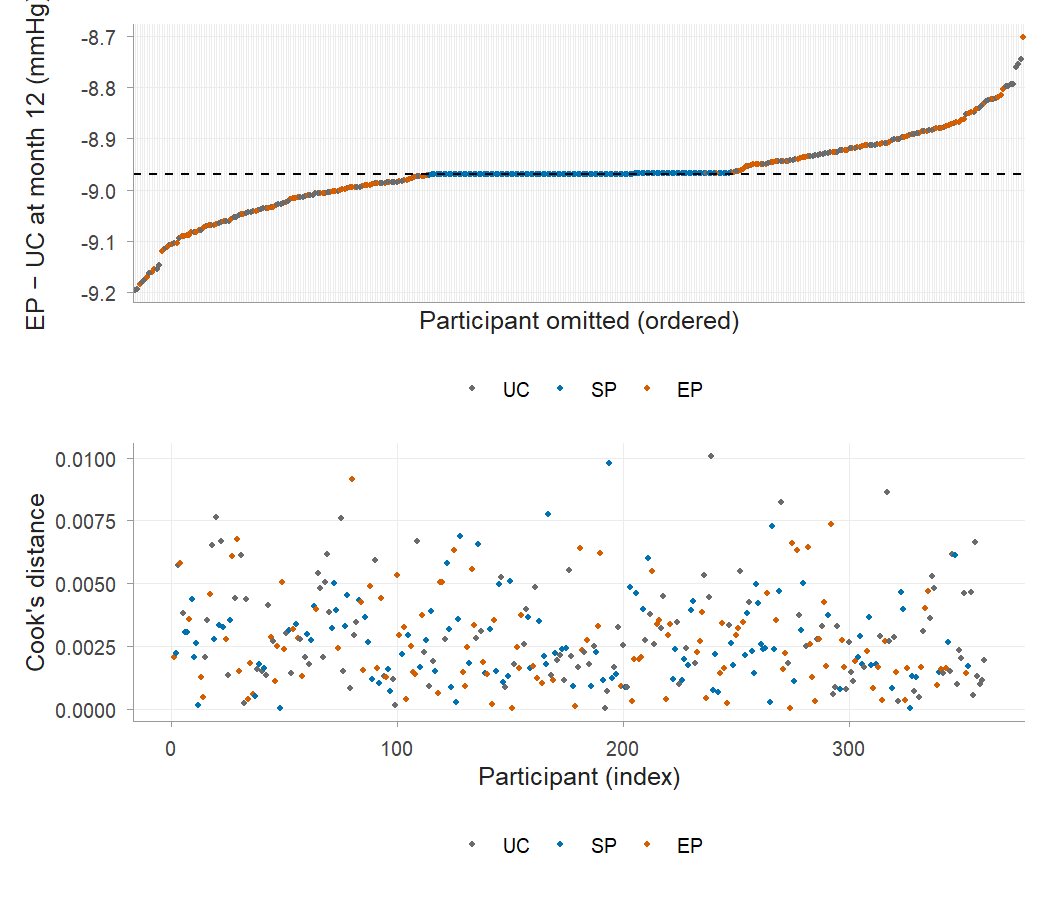 EP − UC at month 12 (mmHg)
-8.7
-8.8
-8.9
-9.0
-9.1
-9.2
Participant omitted (ordered)
UC SP EP
Cook's distance
0.0100
0.0075
0.0050
0.0025
0.0000
0 100 200 300
Participant (index)
UC SP EP